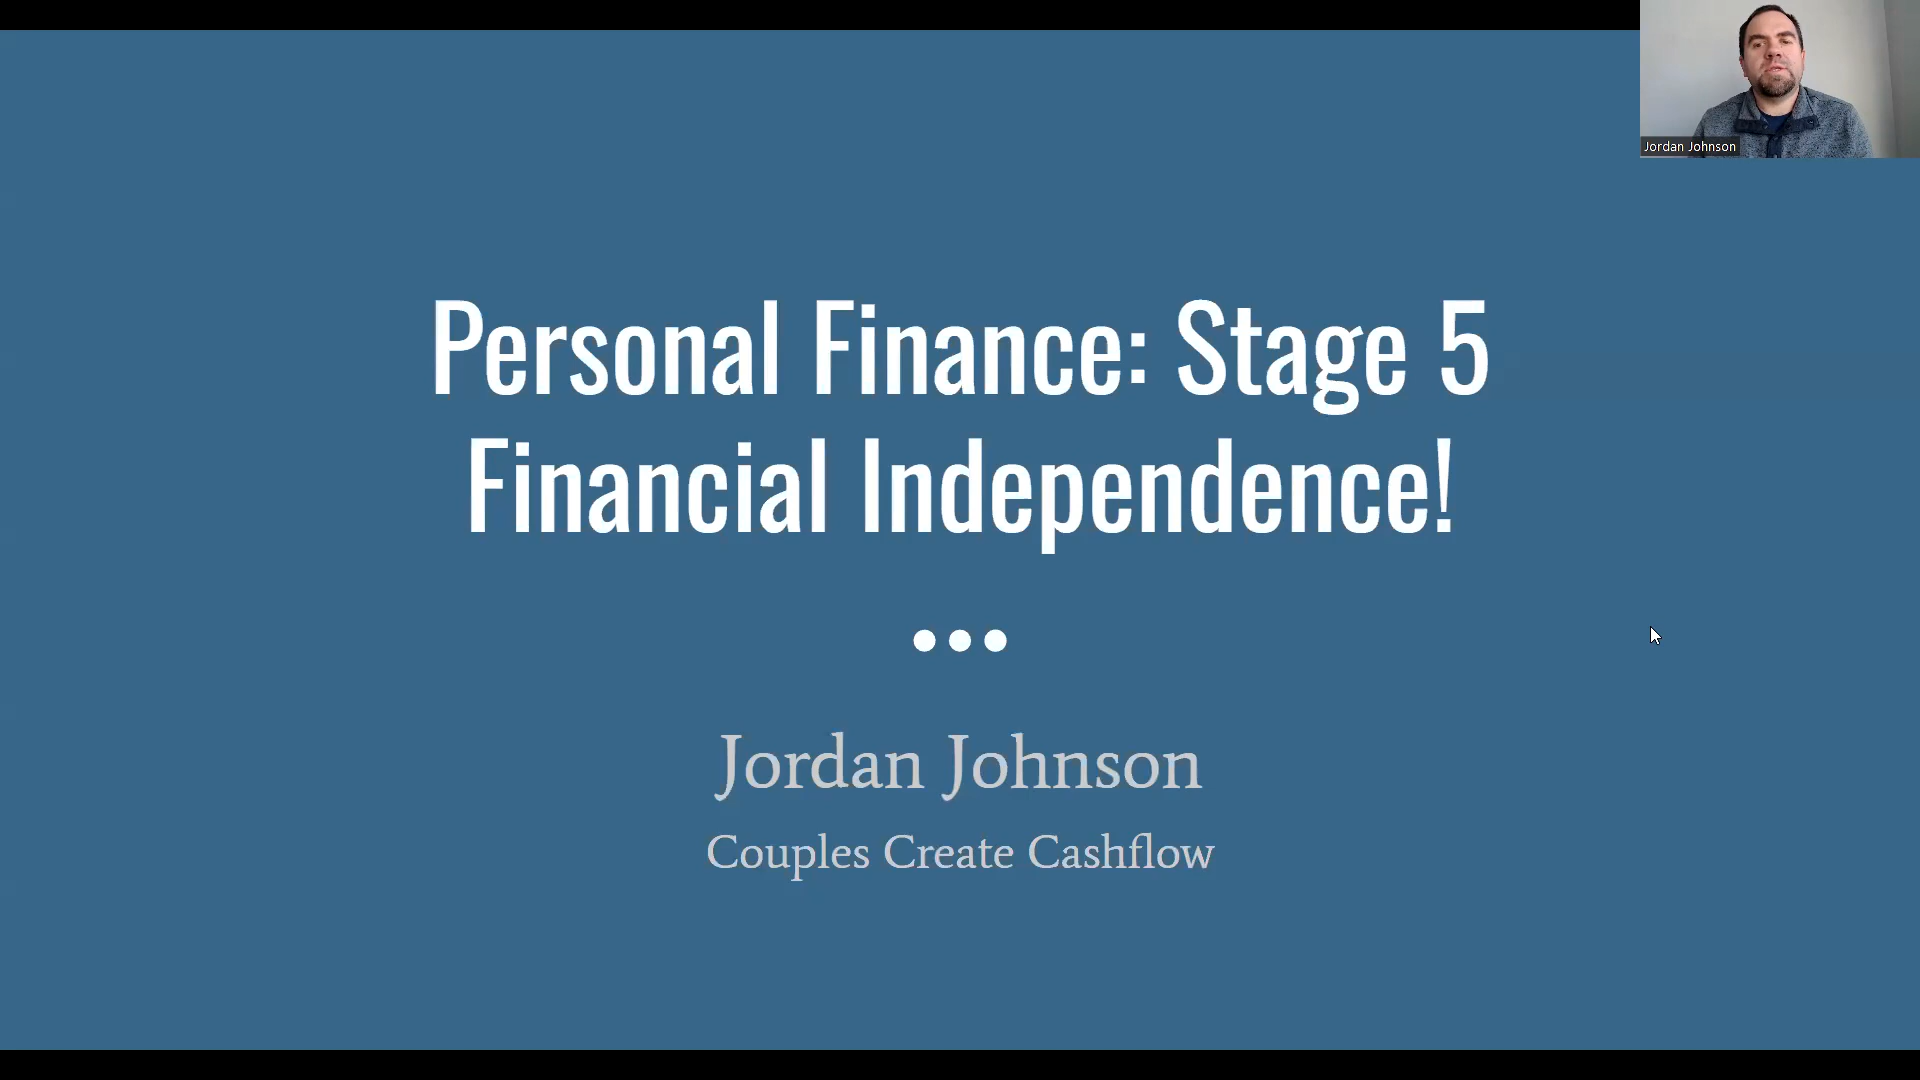 Jordan Johnson
Personal Finance: Stage 5
Financial Independence!
Jordan Johnson
Couples Create Cashflow